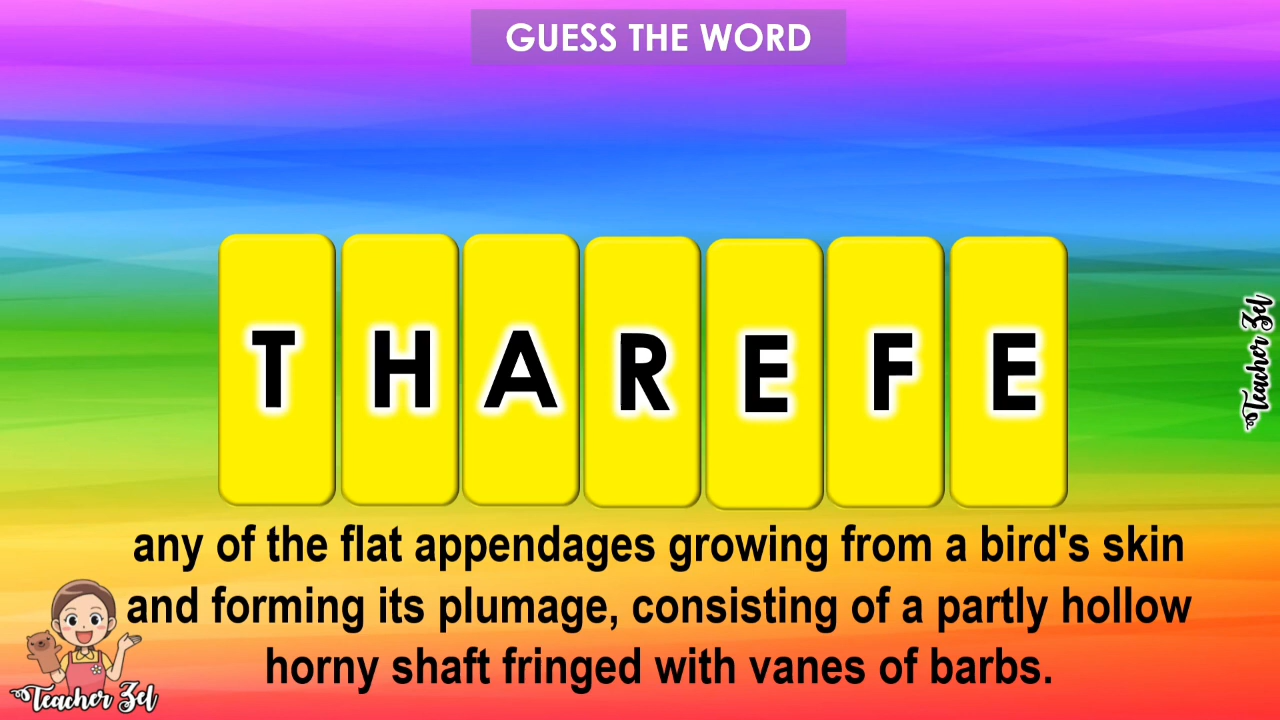 GUESS THE WORD
T H A R E F E
any of the flat appendages growing from a bird's skin
and forming its plumage, consisting of a partly hollow
horny shaft fringed with vanes of barbs.
Teacher Zel
Teacher Zel